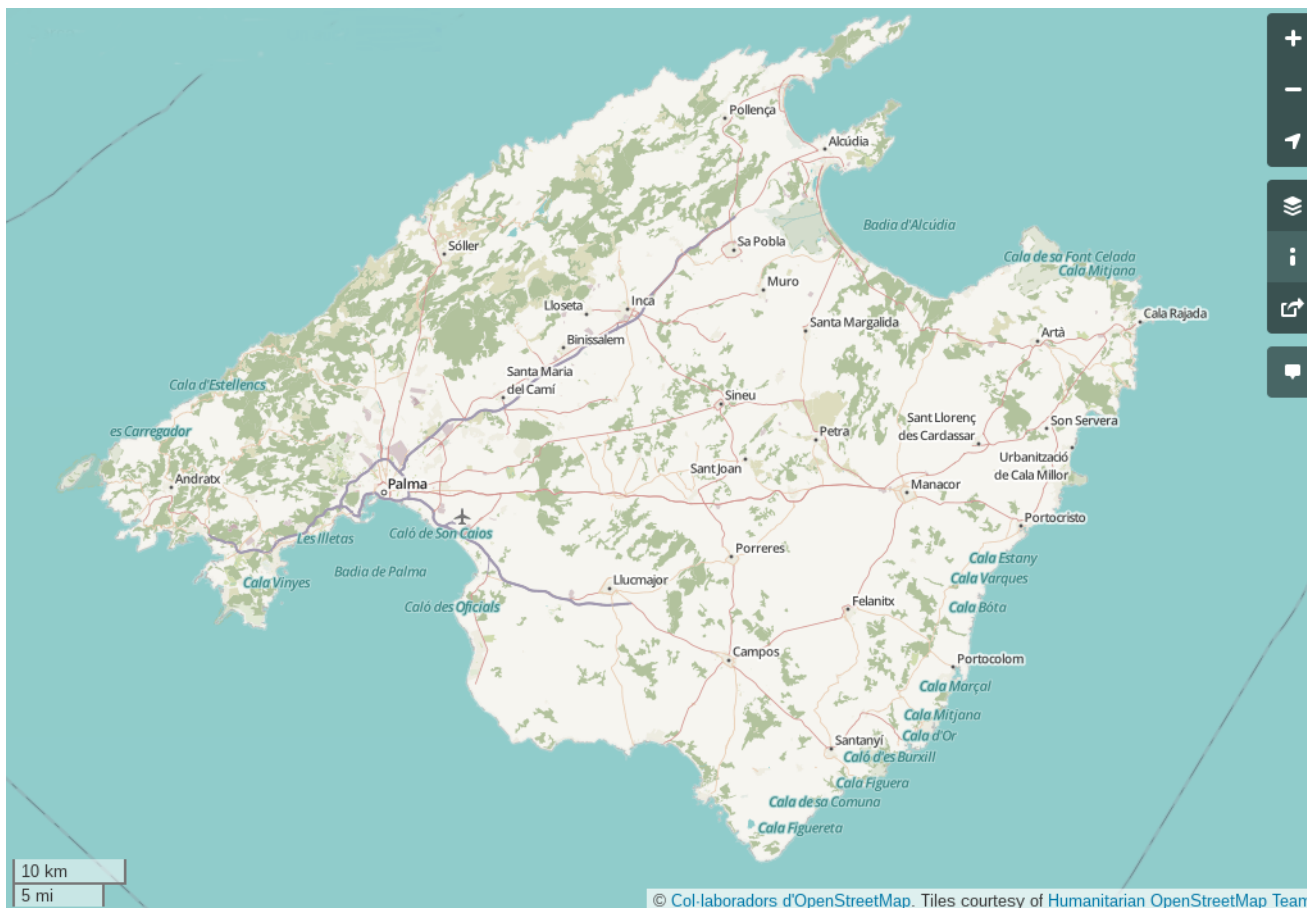 Pollença
Alcúdia
Badia d'Alcúdia
Sóller
Sa Pobla
Cala de sa Font Celada
Cala Mitjana
Muro
Lloseta
Inca
Cala Rajada
Santa Margalida
Artà
Binissalem
Santa Maria
del Camí
Cala d'Estellencs
Sineu
es Carregador
Petra
Sant Llorenç
des Cardassar
Son Servera
Urbanització
de Cala Millor
Sant Joan
Andratx
Palma
Manacor
Portocristo
Caló de Son Caios
Les Illetas
Porreres
Cala Estany
Badia de Palma
Cala Vinyes
Llucmajor
Cala Varques
Caló des Oficials
Felanitx
Cala Bóta
Campos
Portocolom
Cala Marçal
Cala Mitjana
Cala d'Or
Santanyí
Caló d'es Burxill
Cala Figuera
Cala de sa Comuna
Cala Figuereta
10 km
5 mi
© Col·laboradors d'OpenStreetMap. Tiles courtesy of Humanitarian OpenStreetMap Team